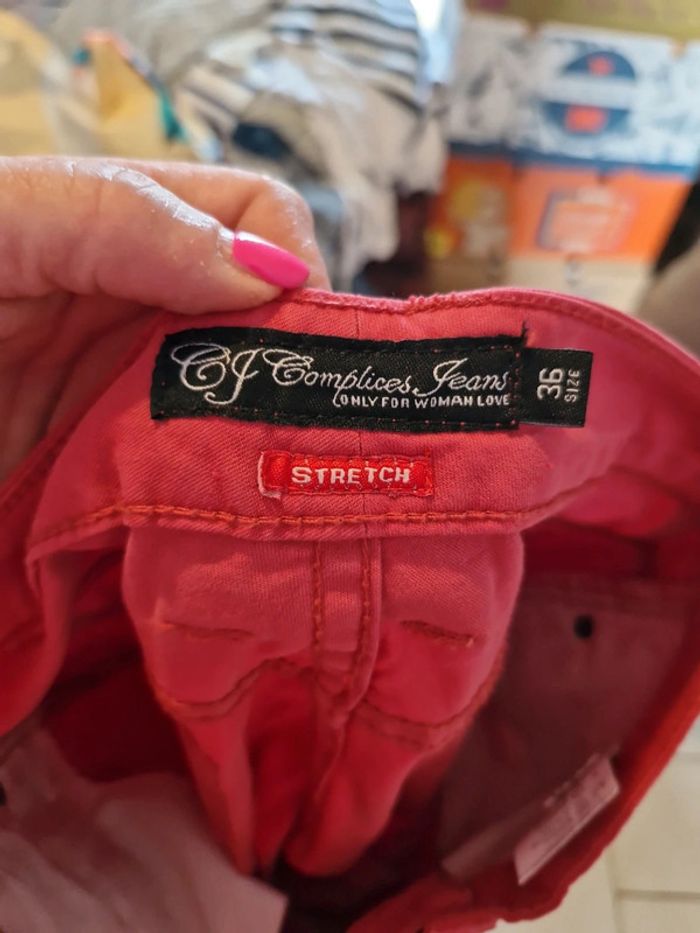 CJ Complices Jeans
ONLY FOR WOMAN LOVE
36
SIZE
STRETCH